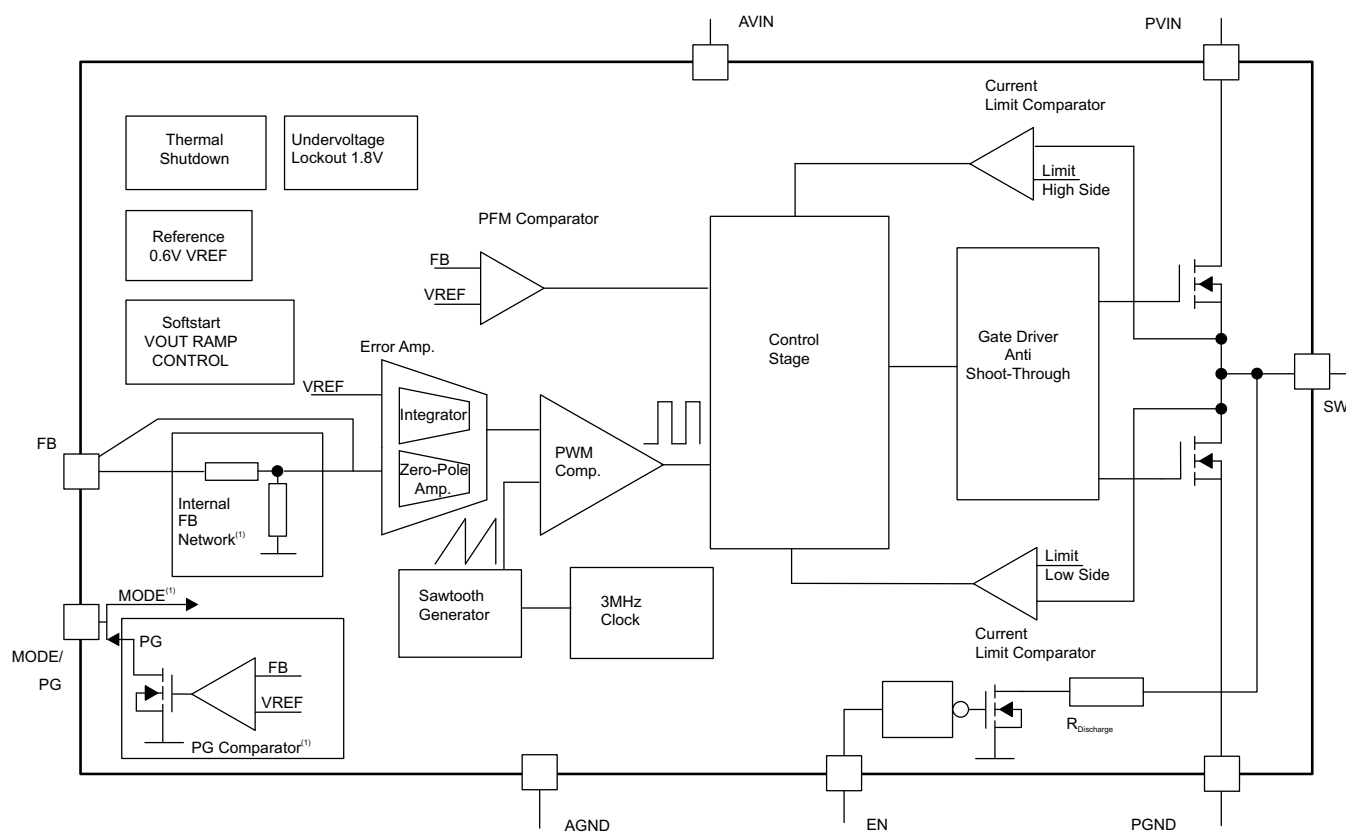 AVIN
PVIN
Current
Limit Comparator
Thermal
Shutdown
Undervoltage
Lockout 1.8V
Limit
High Side
PFM Comparator
Reference
0.6V VREF
FB
VREF
Softstart
VOUT RAMP
CONTROL
Error Amp.
Control
Stage
Gate Driver
Anti
Shoot-Through
VREF
Integrator
SW
FB
PWM
Comp.
Zero-Pole
Amp.
Internal
FB
Network(1)
Limit
Low Side
MODE(1)
Sawtooth
Generator
3MHz
Clock
PG
Current
Limit Comparator
MODE/
PG
FB
VREF
RDischarge
PG Comparator(1)
AGND
EN
PGND